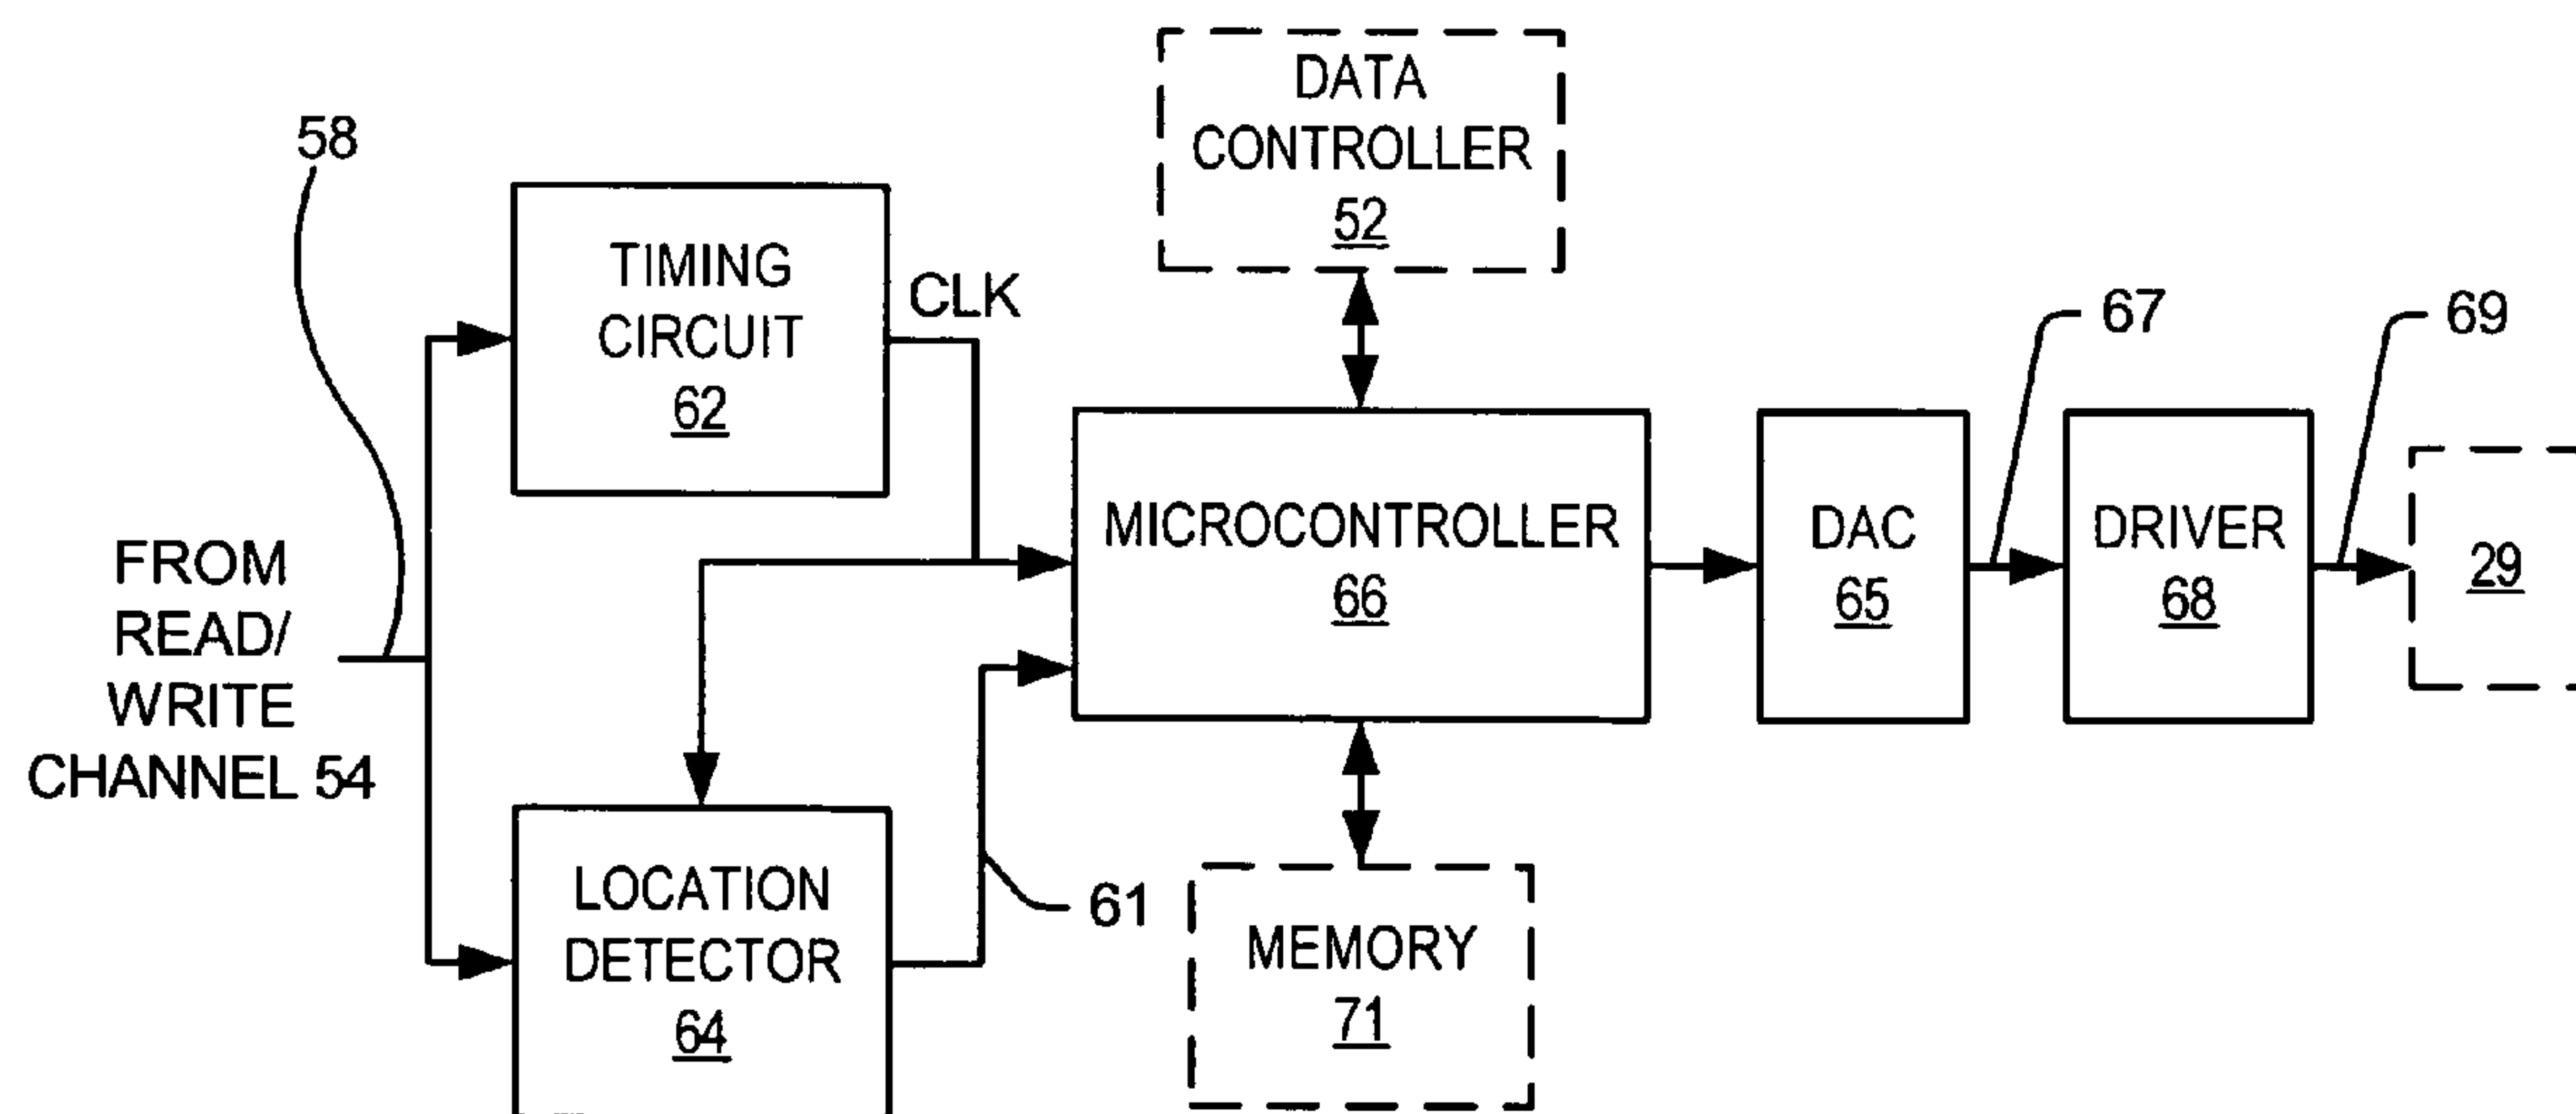 58
TIMING
CIRCUIT
62
CLK
DATA
CONTROLLER
52
67
69
FROM
READ/
WRITE
CHANNEL 54
MICROCONTROLLER
66
DAC
65
DRIVER
68
29
LOCATION
DETECTOR
64
61
MEMORY
71